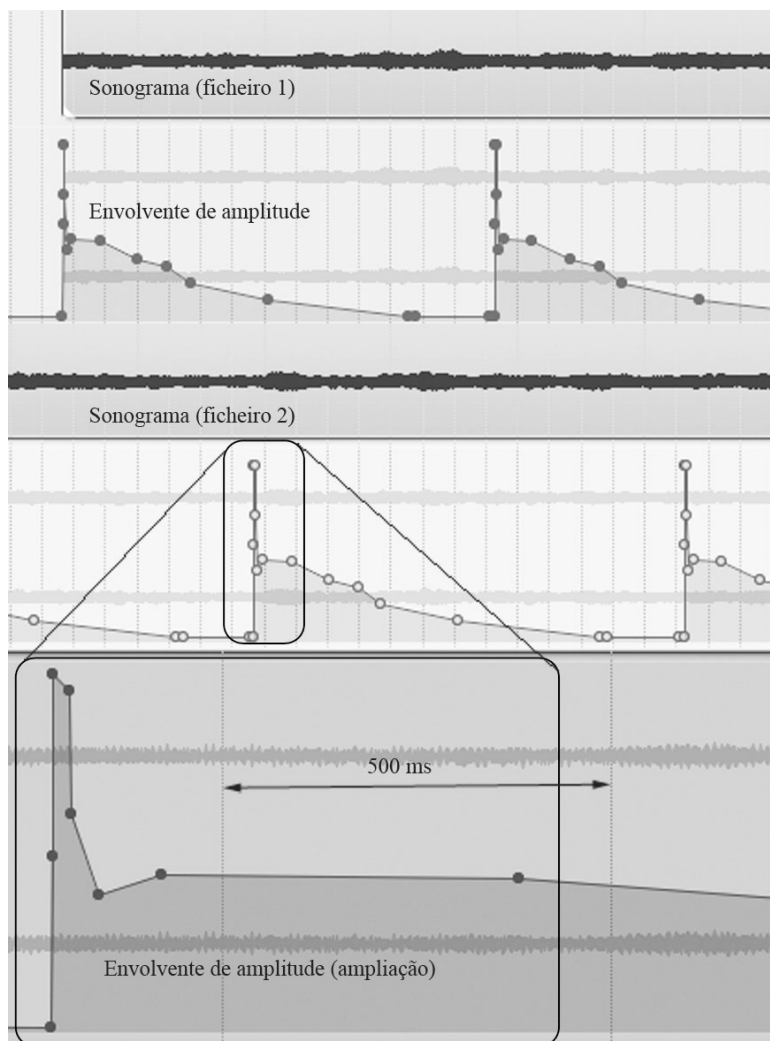 Sonograma (ficheiro 1)
Envolvente de amplitude
Sonograma (ficheiro 2)
500 ms
Envolvente de amplitude (ampliação)